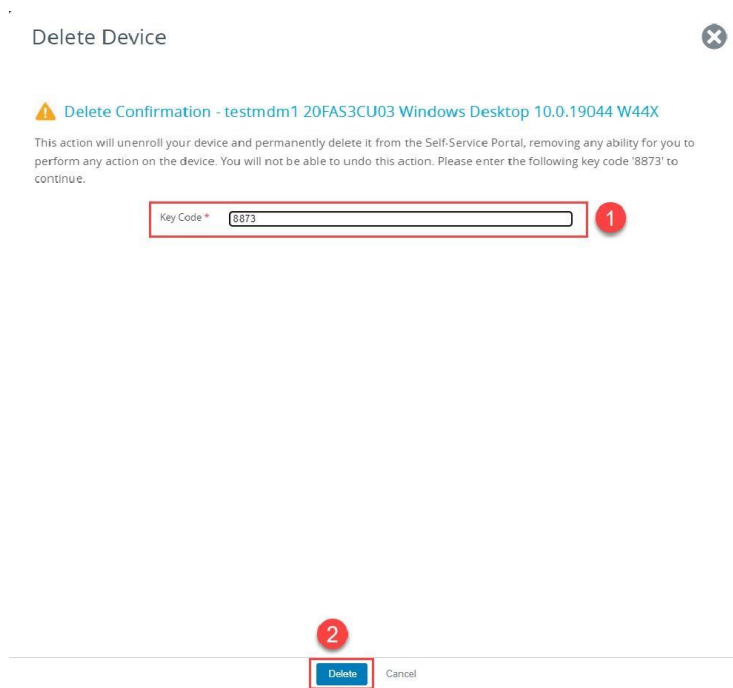 Delete Device
Delete Confirmation - testmdm1 20FAS3CU03 Windows Desktop 10.0.19044 W44X
This action will unenroll your device and permanently delete it from the Self-Service Portal, removing any ability for you to
perform any action on the device. You will not be able to undo this action. Please enter the following key code '8873' to
continue.
Key Code * 8873 1
2
Delete Cancel